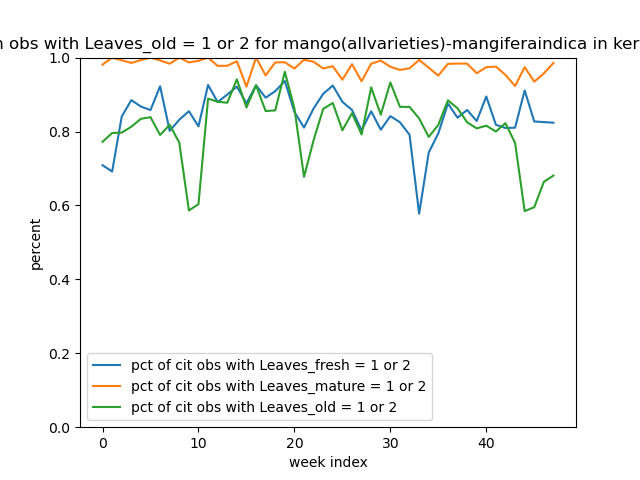 obs with Leaves_old = 1 or 2 for mango(allvarieties)-mangiferaindica in ker
1.0
0.8
0.6
0.4
0.2
0.0
percent
pct of cit obs with Leaves_fresh = 1 or 2
pct of cit obs with Leaves_mature = 1 or 2
pct of cit obs with Leaves_old = 1 or 2
0 10 20 30 40
week index